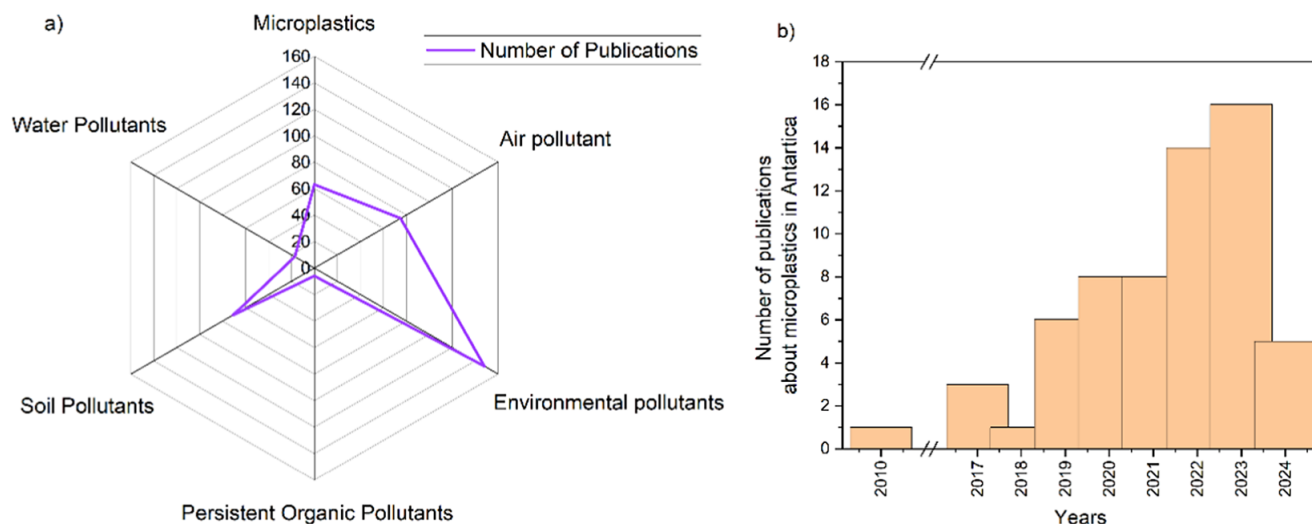 a)
Microplastics
Number of Publications
Air pollutant
Environmental pollutants
Persistent Organic Pollutants
Soil Pollutants
Water Pollutants
160
140
120
100
80
60
40
20
0
b)
Number of publications
about microplastics in Antartica
18
16
14
12
10
8
6
4
2
0
2010
2017
2018
2019
2020
2021
2022
2023
2024
Years